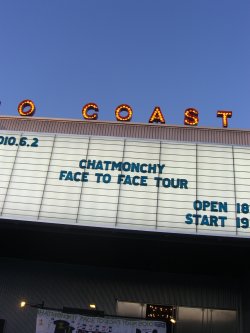 O COAST
010.6.2
CHATMONCHY
FACE TO FACE TOUR
OPEN 18
START 19